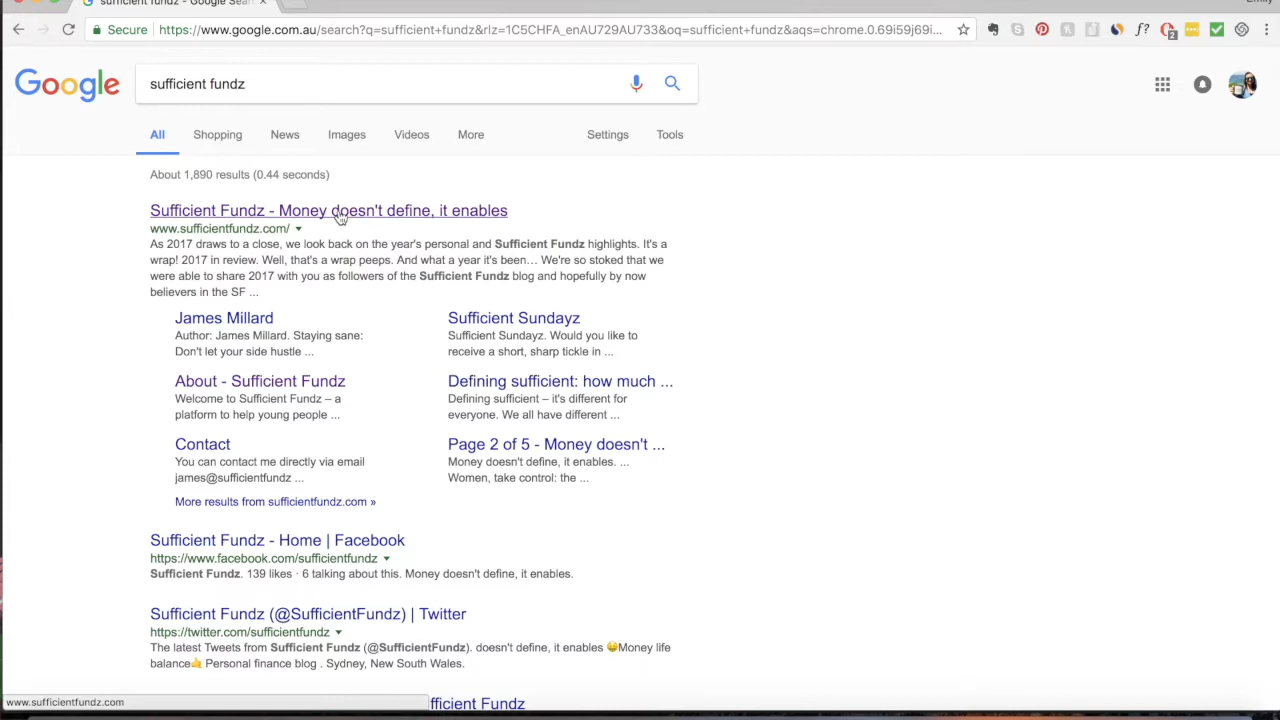 sufficient fundz - Google Sear
Emily
Secure https://www.google.com.au/search?q=sufficient+fundz&rlz=1C5CHFA_enAU729AU733&oq=sufficient+fundz&aqs=chrome.0.69i59j69i...
f?
2
Google
sufficient fundz
All Shopping News Images Videos More Settings Tools
About 1,890 results (0.44 seconds)
Sufficient Fundz - Money doesn't define, it enables
www.sufficientfundz.com/
As 2017 draws to a close, we look back on the year's personal and Sufficient Fundz highlights. It's a
wrap! 2017 in review. Well, that's a wrap peeps. And what a year it's been… We're so stoked that we
were able to share 2017 with you as followers of the Sufficient Fundz blog and hopefully by now
believers in the SF ...
James Millard
Author: James Millard. Staying sane:
Don't let your side hustle ...
Sufficient Sundayz
Sufficient Sundayz. Would you like to
receive a short, sharp tickle in ...
About - Sufficient Fundz
Welcome to Sufficient Fundz – a
platform to help young people ...
Defining sufficient: how much ...
Defining sufficient – it's different for
everyone. We all have different ...
Contact
You can contact me directly via email
james@sufficientfundz ...
Page 2 of 5 - Money doesn't ...
Money doesn't define, it enables. ...
Women, take control: the ...
More results from sufficientfundz.com »
Sufficient Fundz - Home | Facebook
https://www.facebook.com/sufficientfundz
Sufficient Fundz. 139 likes · 6 talking about this. Money doesn't define, it enables.
Sufficient Fundz (@SufficientFundz) | Twitter
https://twitter.com/sufficientfundz
The latest Tweets from Sufficient Fundz (@SufficientFundz). doesn't define, it enables 🤑Money life
balance🤙 Personal finance blog . Sydney, New South Wales.
www.sufficientfundz.com
fficient Fundz